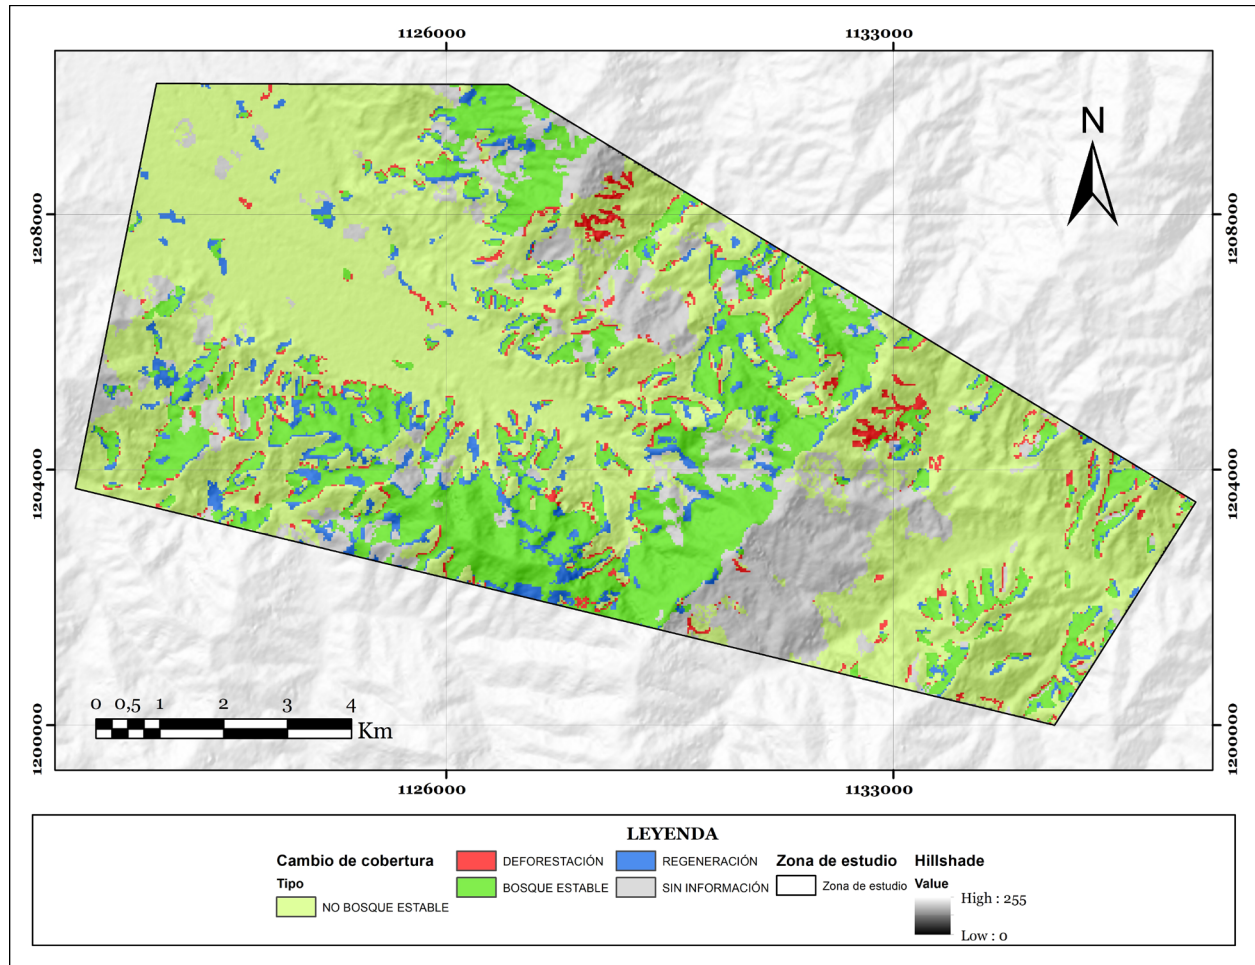 1126000 1133000
N
1208000 1208000
1204000 1204000
0 0,5 1 2 3 4
Km
1200000 1200000
1126000 1133000
LEYENDA
Cambio de cobertura DEFORESTACIÓN REGENERACIÓN Zona de estudio Hillshade
Tipo BOSQUE ESTABLE SIN INFORMACIÓN Zona de estudio Value
NO BOSQUE ESTABLE High : 255
Low : 0